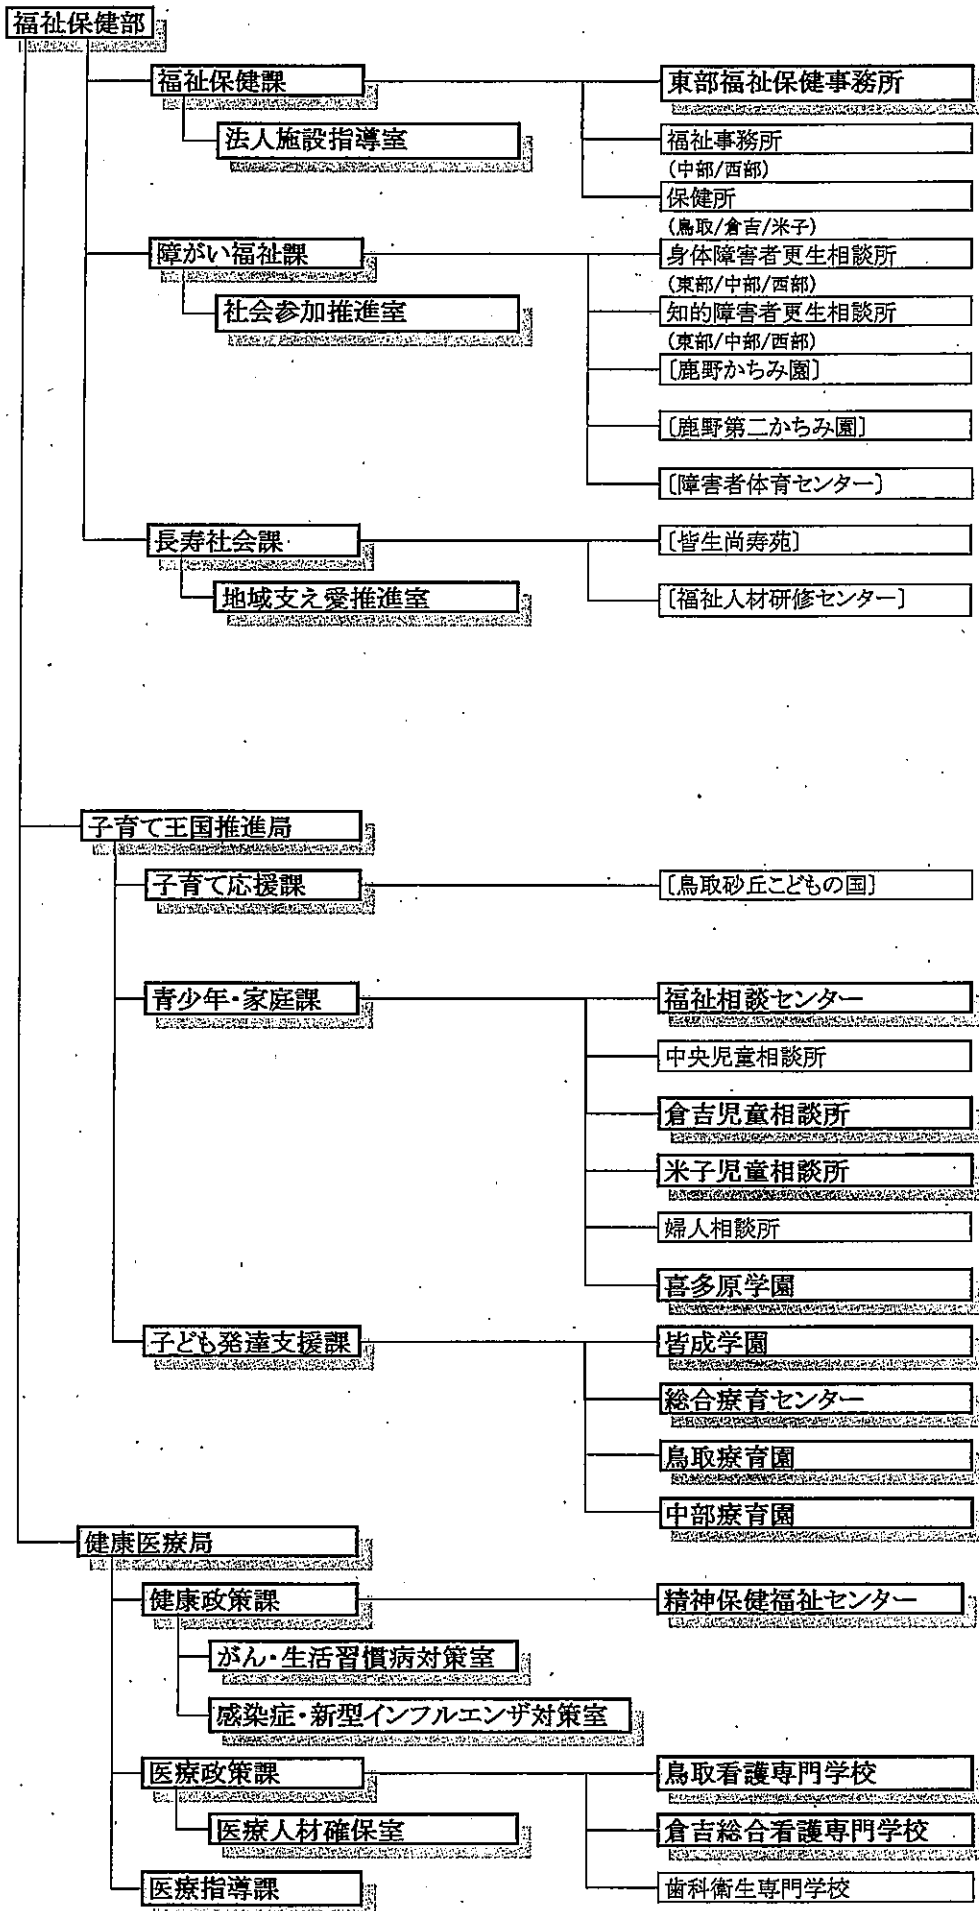 福祉保健部
福祉保健課
東部福祉保健事務所
法人施設指導室
福祉事務所
(中部/西部)
保健所
(鳥取/倉吉/米子)
障がい福祉課
身体障害者更生相談所
(東部/中部/西部)
社会参加推進室
知的障害者更生相談所
(東部/中部/西部)
〔鹿野かちみ園〕
〔鹿野第二かちみ園〕
〔障害者体育センター〕
長寿社会課
〔皆生尚寿苑〕
地域支え愛推進室
〔福祉人材研修センター〕
子育て王国推進局
子育て応援課
〔鳥取砂丘こどもの国〕
青少年・家庭課
福祉相談センター
中央児童相談所
倉吉児童相談所
米子児童相談所
婦人相談所
喜多原学園
子ども発達支援課
皆成学園
総合療育センター
鳥取療育園
中部療育園
健康医療局
健康政策課
精神保健福祉センター
がん・生活習慣病対策室
感染症・新型インフルエンザ対策室
医療政策課
鳥取看護専門学校
医療人材確保室
倉吉総合看護専門学校
医療指導課
歯科衛生専門学校